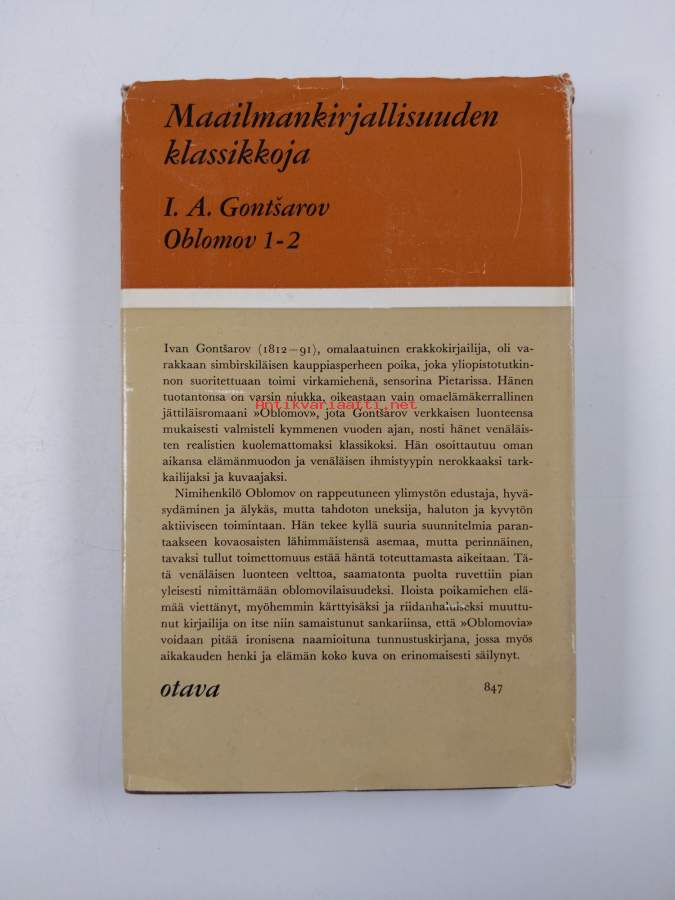 Maailmankirjallisuuden
klassikkoja
I. A. Gontšarov
Oblomov 1-2
Ivan Gontšarov (1812—91), omalaatuinen erakkokirjailija, oli va-
rakkaan simbirskiläisen kauppiasperheen poika, joka yliopistotutkin-
non suoritettuaan toimi virkamiehenä, sensorina Pietarissa. Hänen
tuotantonsa on varsin niukka, oikeastaan vain omaelämäkerrallinen
Antikvariaatti.net
jättiläisromaani »Oblomov», jota Gontšarov verkkaisen luonteensa
mukaisesti valmisteli kymmenen vuoden ajan, nosti hänet venäläis-
ten realistien kuolemattomaksi klassikoksi. Hän osoittautuu oman
aikansa elämänmuodon ja venäläisen ihmistyypin nerokkaaksi tark-
kailijaksi ja kuvaajaksi.
Nimihenkilö Oblomov on rappeutuneen ylimystön edustaja, hyvä-
sydäminen ja älykäs, mutta tahdoton uneksija, haluton ja kyvytön
aktiiviseen toimintaan. Hän tekee kyllä suuria suunnitelmia paran-
taakseen kovaosaisten lähimmäistensä asemaa, mutta perinnäinen,
tavaksi tullut toimettomuus estää häntä toteuttamasta aikeitaan. Tä-
tä venäläisen luonteen velttoa, saamatonta puolta ruvettiin pian
yleisesti nimittämään oblomovilaisuudeksi. Iloista poikamiehen elä-
mää viettänyt, myöhemmin kärttyisäksi ja riidanhaluiseksi muuttu-
nut kirjailija on itse niin samaistunut sankariinsa, että »Oblomovia»
voidaan pitää ironisena naamioituna tunnustuskirjana, jossa myös
aikakauden henki ja elämän koko kuva on erinomaisesti säilynyt.
otava
847